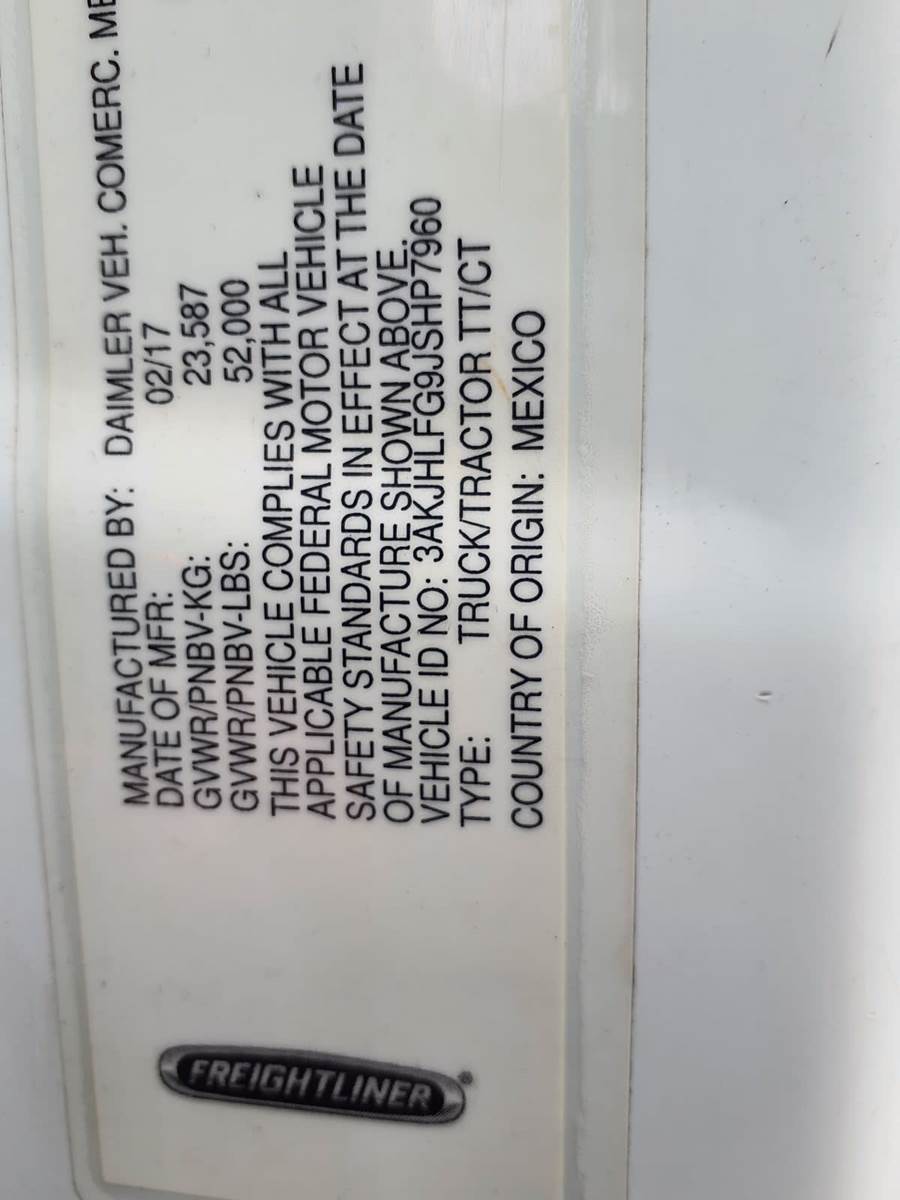 MANUFACTURED BY: DAIMLER VEH. COMERC.
DATE OF MFR: 02/17
GVWR/PNBV-KG: 23,587
GVWR/PNBV-LBS: 52,000
THIS VEHICLE COMPLIES WITH ALL
APPLICABLE FEDERAL MOTOR VEHICLE
SAFETY STANDARDS IN EFFECT AT THE DATE
OF MANUFACTURE SHOWN ABOVE.
VEHICLE ID NO: 3AKJHLFG9JSHP7960
TYPE: TRUCK/TRACTOR TT/CT
COUNTRY OF ORIGIN: MEXICO
FREIGHTLINER®